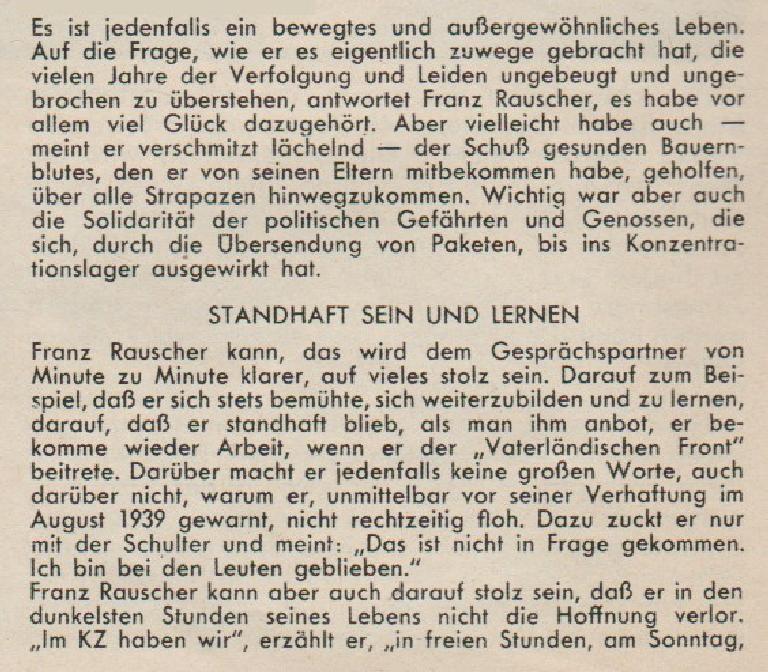 Es ist jedenfalls ein bewegtes und außergewöhnliches Leben.
Auf die Frage, wie er es eigentlich zuwege gebracht hat, die
vielen Jahre der Verfolgung und Leiden ungebeugt und unge-
brochen zu überstehen, antwortet Franz Rauscher, es habe vor
allem viel Glück dazugehört. Aber vielleicht habe auch —
meint er verschmitzt lächelnd — der Schuß gesunden Bauern-
blutes, den er von seinen Eltern mitbekommen habe, geholfen,
über alle Strapazen hinwegzukommen. Wichtig war aber auch
die Solidarität der politischen Gefährten und Genossen, die
sich, durch die Übersendung von Paketen, bis ins Konzentra-
tionslager ausgewirkt hat.
STANDHAFT SEIN UND LERNEN
Franz Rauscher kann, das wird dem Gesprächspartner von
Minute zu Minute klarer, auf vieles stolz sein. Darauf zum Bei-
spiel, daß er sich stets bemühte, sich weiterzubilden und zu lernen,
darauf, daß er standhaft blieb, als man ihm anbot, er be-
komme wieder Arbeit, wenn er der „Vaterländischen Front“
beitrete. Darüber macht er jedenfalls keine großen Worte, auch
darüber nicht, warum er, unmittelbar vor seiner Verhaftung im
August 1939 gewarnt, nicht rechtzeitig floh. Dazu zuckt er nur
mit der Schulter und meint: „Das ist nicht in Frage gekommen.
Ich bin bei den Leuten geblieben.“
Franz Rauscher kann aber auch darauf stolz sein, daß er in den
dunkelsten Stunden seines Lebens nicht die Hoffnung verlor.
„Im KZ haben wir“, erzählt er, „in freien Stunden, am Sonntag,